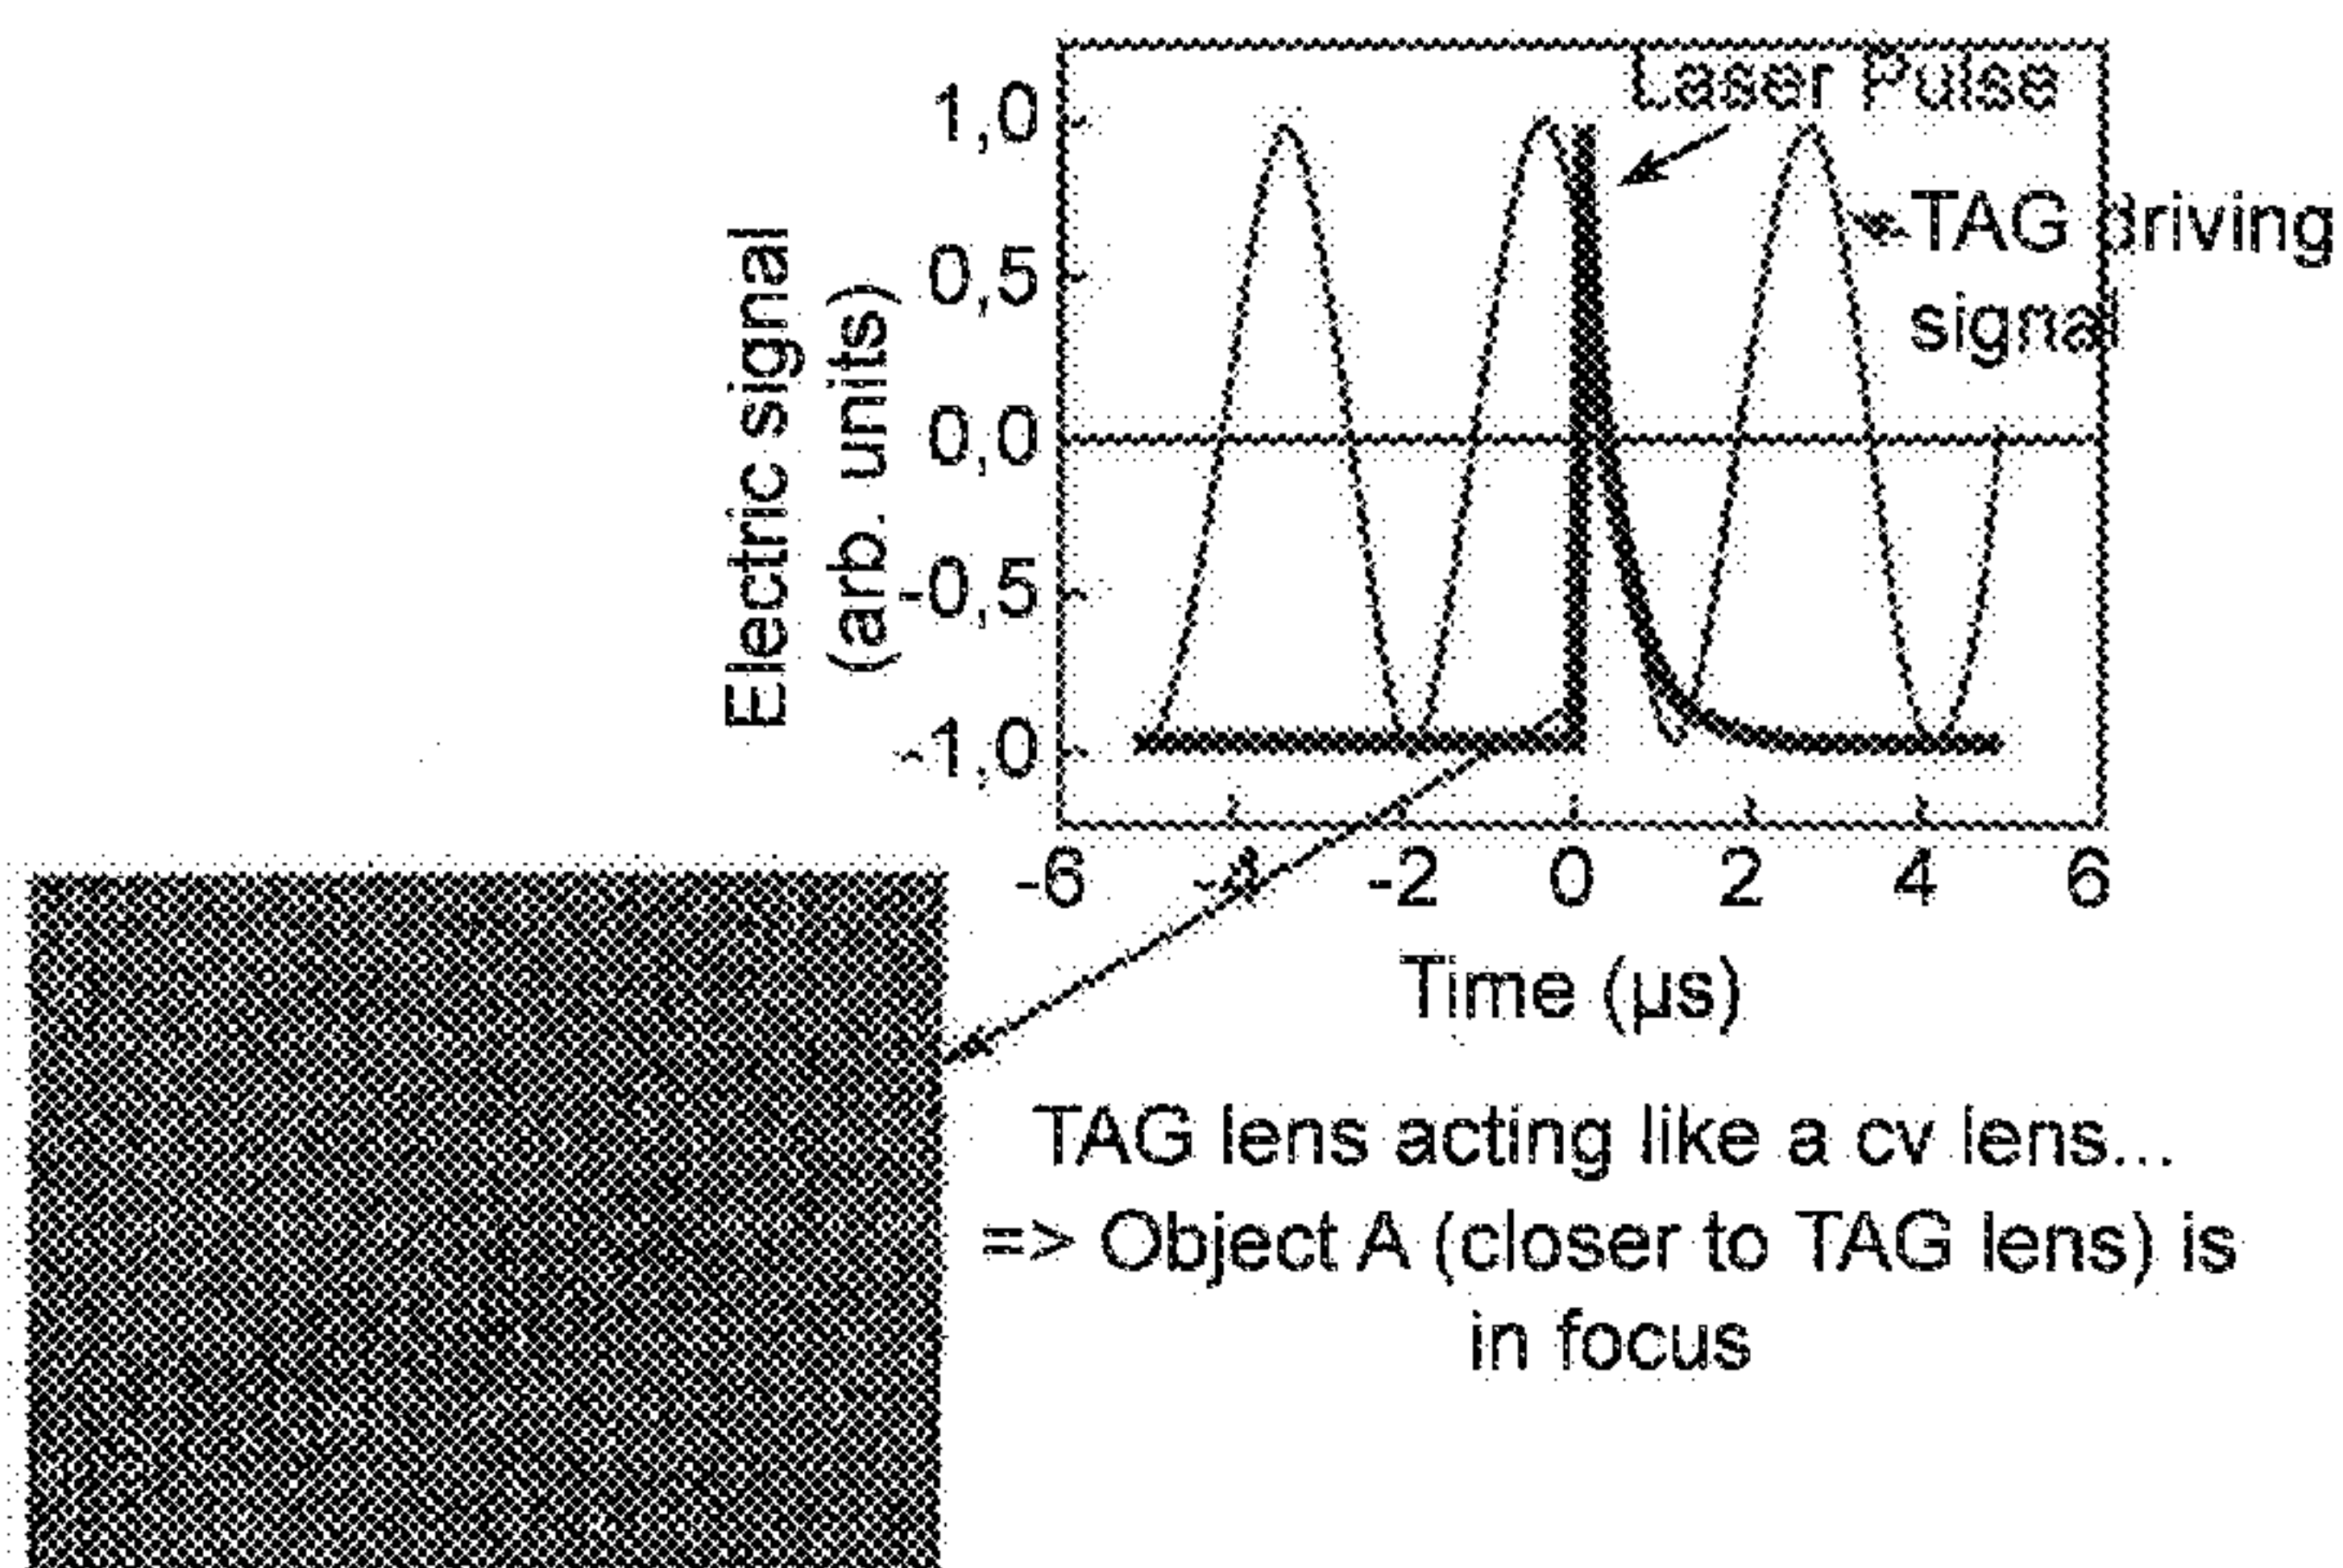 Laser Pulse
TAG driving
signal
Electric signal
(arb. units)
1,0
0,5
0,0
-0,5
-1,0
-6 -4 -2 0 2 4 6
Time (µs)
TAG lens acting like a cv lens...
=> Object A (closer to TAG lens) is
in focus